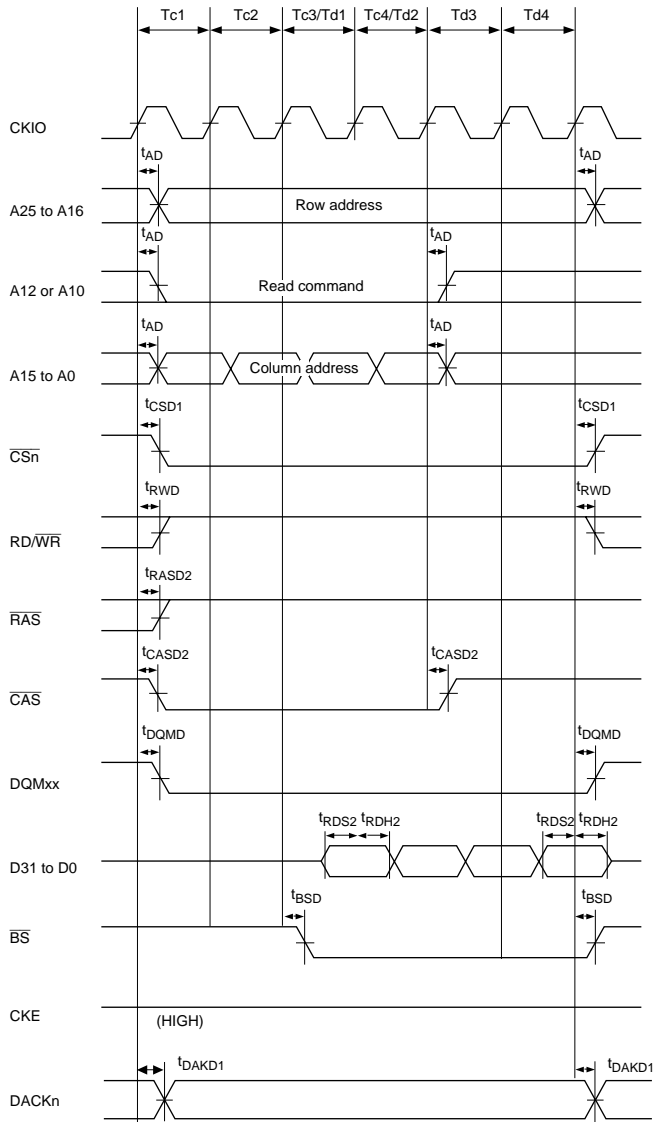 Tc1 Tc2 Tc3/Td1 Tc4/Td2 Td3 Td4
CKIO
tAD tAD
A25 to A16 Row address
tAD tAD
A12 or A10 Read command
tAD tAD
A15 to A0 Column address
tCSD1 tCSD1
CSn
tRWD tRWD
RD/WR
tRASD2
RAS
tCASD2 tCASD2
CAS
tDQMD tDQMD
DQMxx
tRDS2 tRDH2 tRDS2 tRDH2
D31 to D0
tBSD tBSD
BS
CKE
(HIGH)
tDAKD1 tDAKD1
DACKn